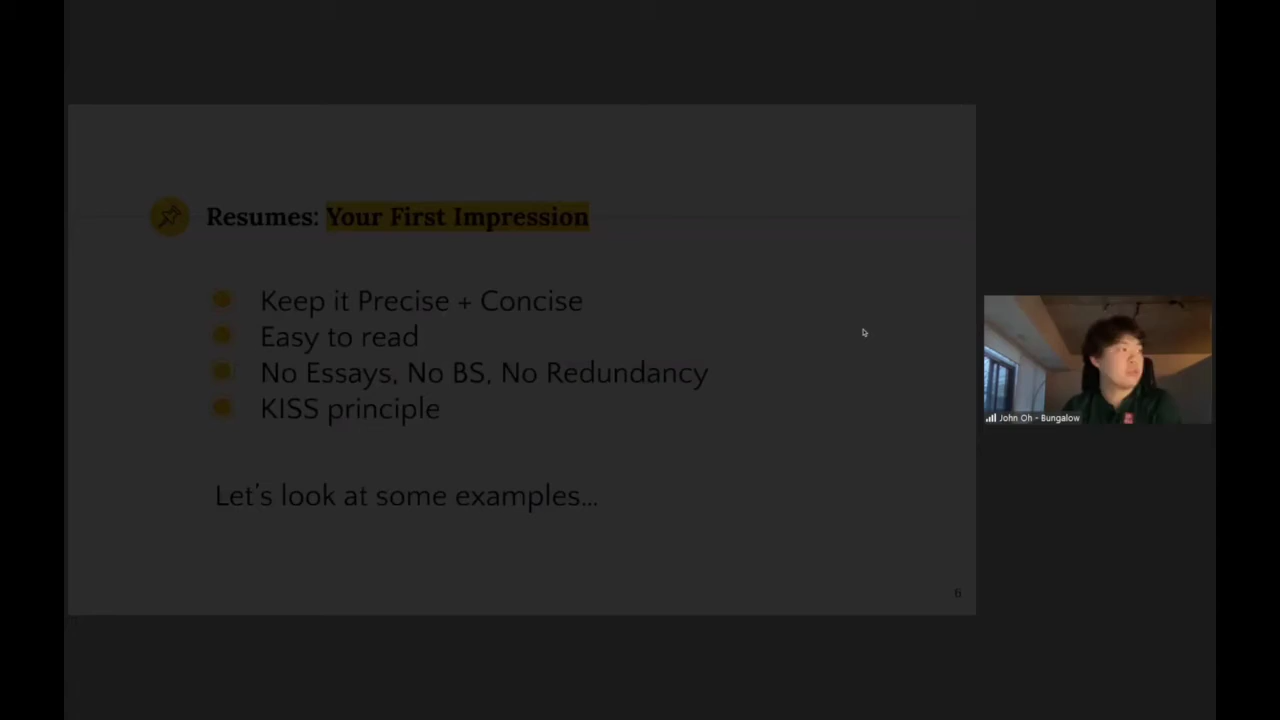 Resumes: Your First Impression
Keep it Precise + Concise
Easy to read
No Essays, No BS, No Redundancy
KISS principle
Let's look at some examples...
6
John Oh - Bungalow